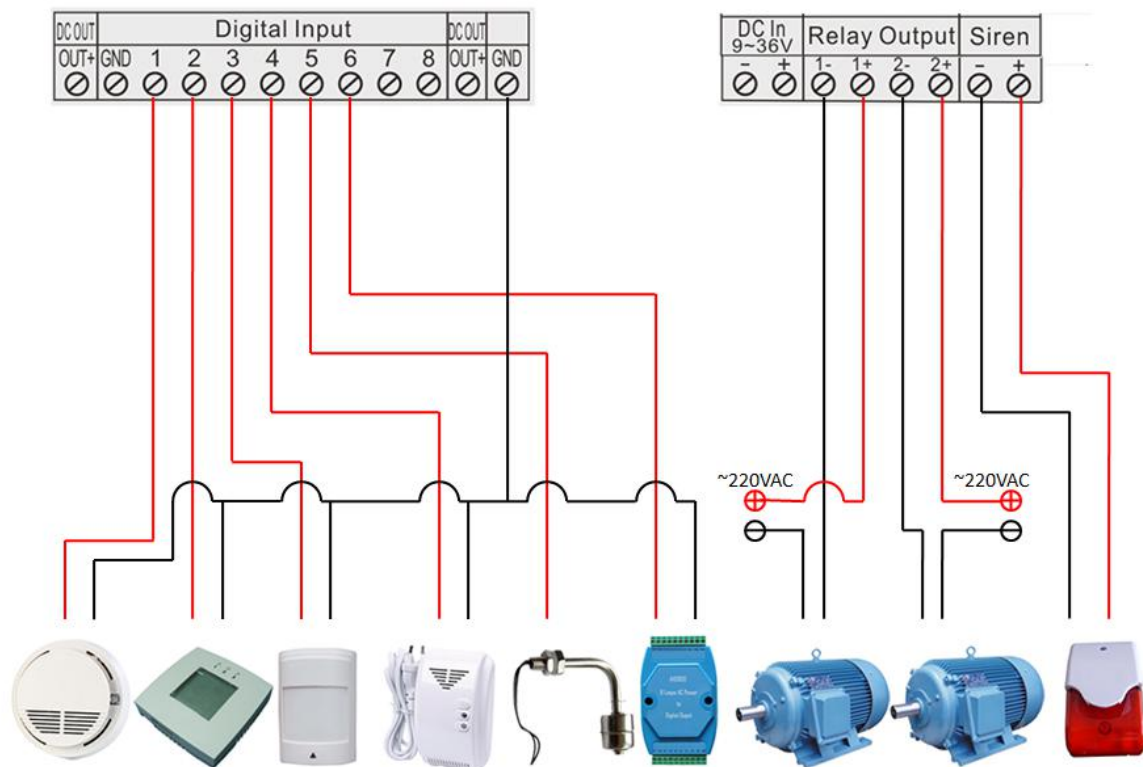 DC OUT Digital Input DC OUT
OUT+ GND 1 2 3 4 5 6 7 8 OUT+ GND
DC In Relay Output Siren
9~36V
- + 1- 1+ 2- 2+ - +
~220VAC ~220VAC